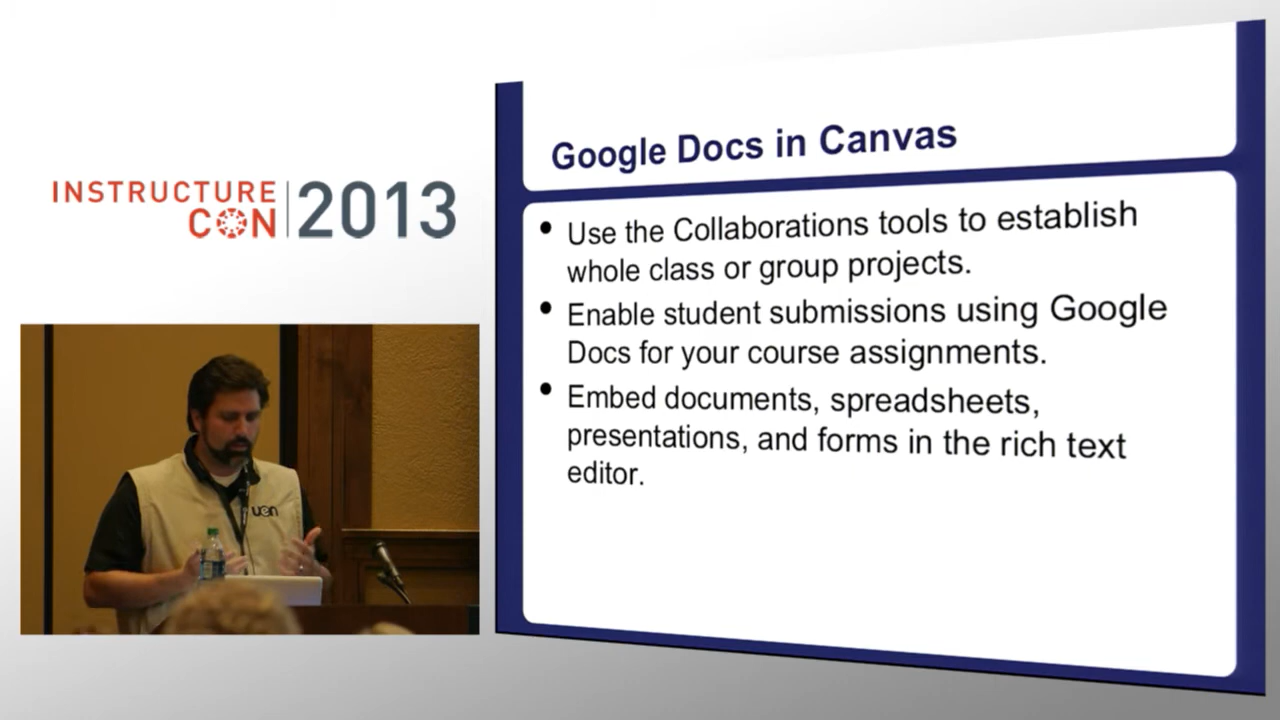 INSTRUCTURE
CON
2013
Google Docs in Canvas
• Use the Collaborations tools to establish
whole class or group projects.
• Enable student submissions using Google
Docs for your course assignments.
• Embed documents, spreadsheets,
presentations, and forms in the rich text
editor.
uen